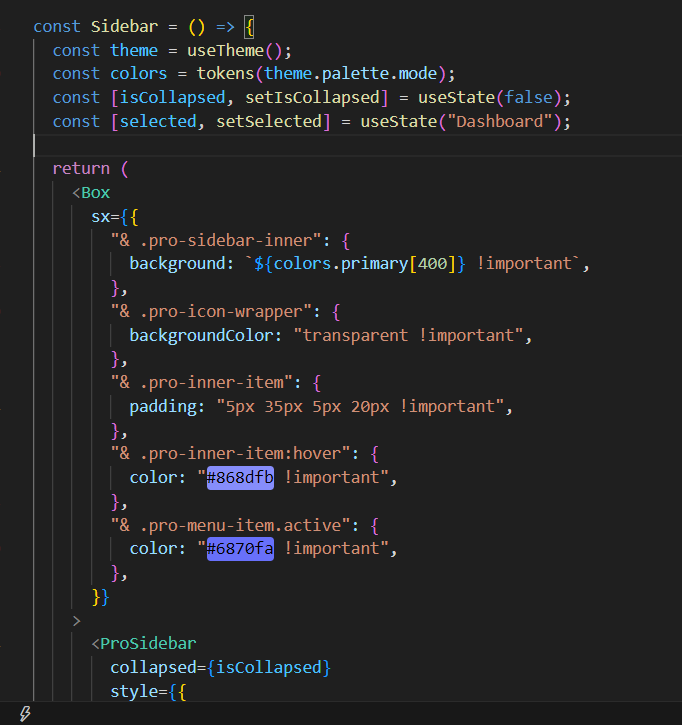 const Sidebar = () => {
const theme = useTheme();
const colors = tokens(theme.palette.mode);
const [isCollapsed, setIsCollapsed] = useState(false);
const [selected, setSelected] = useState("Dashboard");
return (
<Box
sx={{
"& .pro-sidebar-inner": {
background: `${colors.primary[400]} !important`,
},
"& .pro-icon-wrapper": {
backgroundColor: "transparent !important",
},
"& .pro-inner-item": {
padding: "5px 35px 5px 20px !important",
},
"& .pro-inner-item:hover": {
color: "#868dfb !important",
},
"& .pro-menu-item.active": {
color: "#6870fa !important",
},
}}
>
<ProSidebar
collapsed={isCollapsed}
style={{